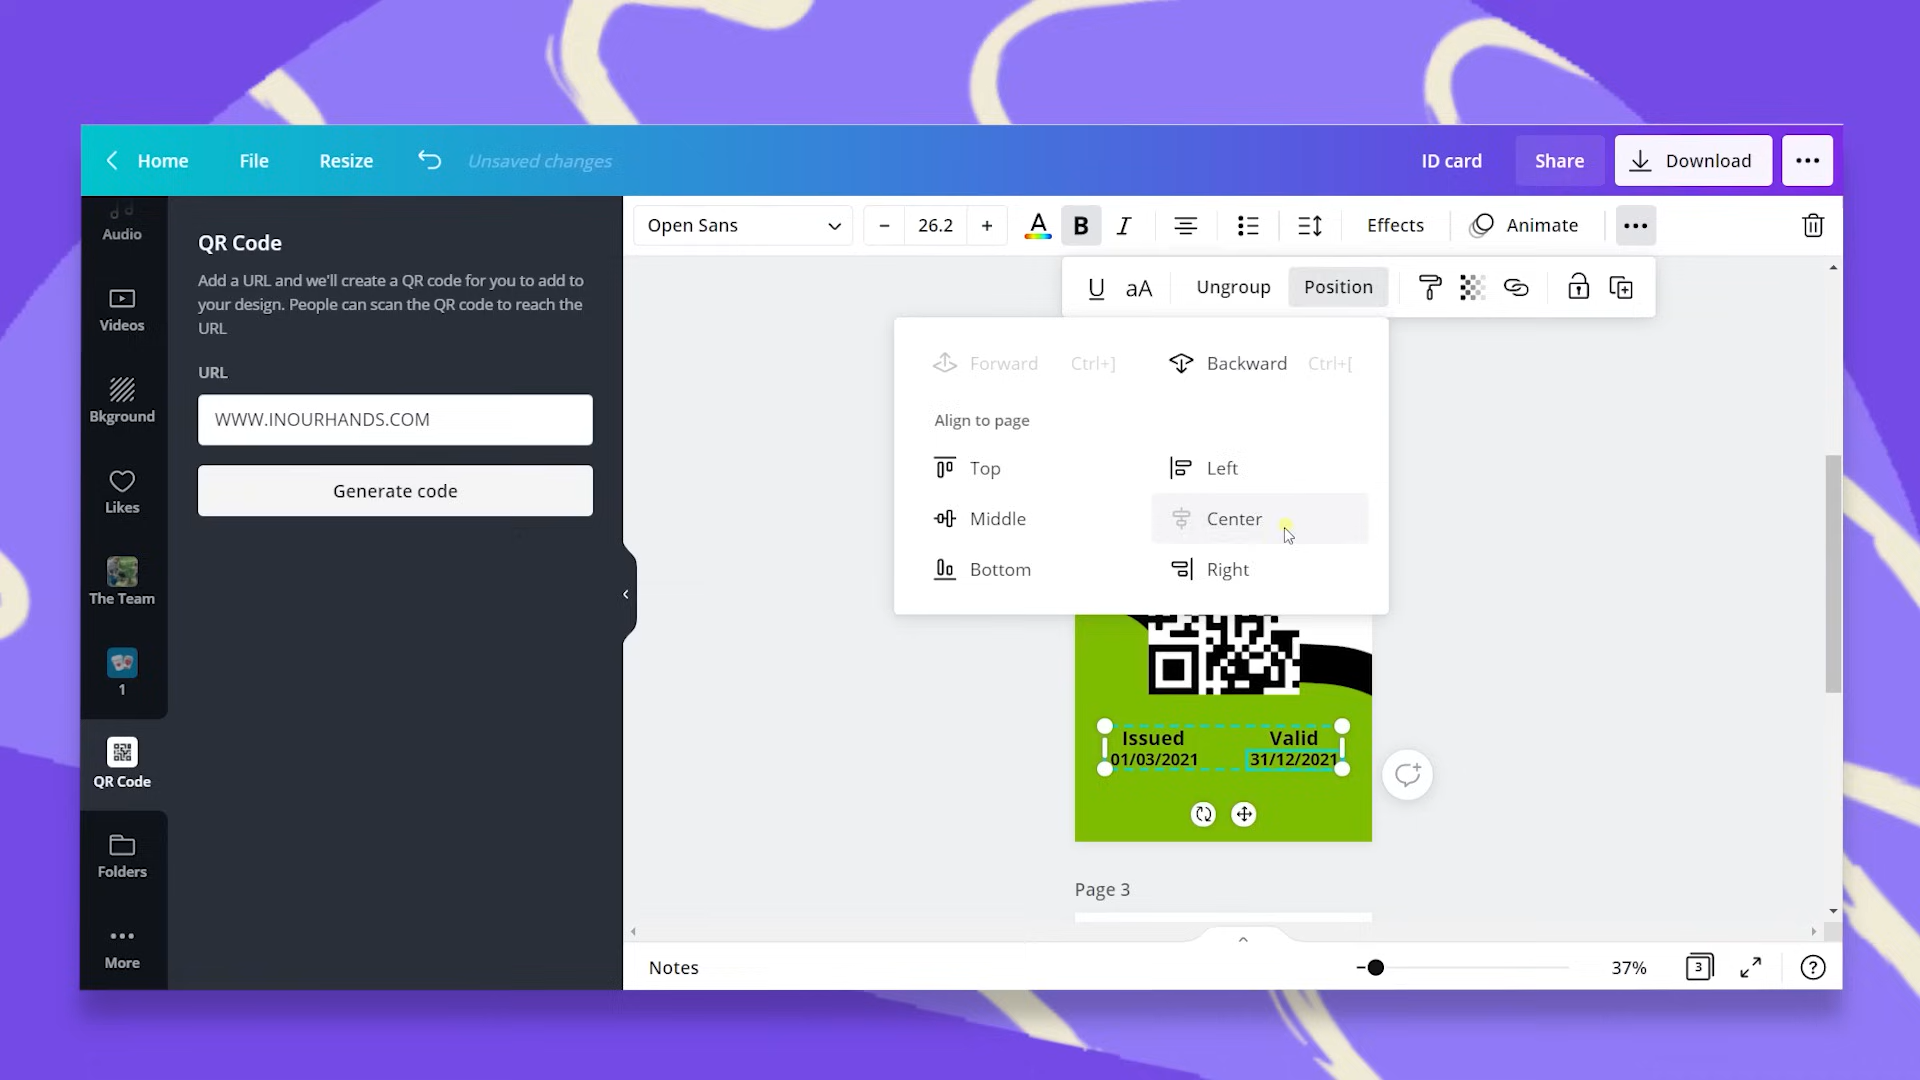 Home File Resize Unsaved changes ID card Share Download
Audio
Videos
Bkground
Likes
The Team
1
QR Code
Folders
More
QR Code
Add a URL and we'll create a QR code for you to add to
your design. People can scan the QR code to reach the
URL
URL
WWW.INOURHANDS.COM
Generate code
Open Sans 26.2 A B I Effects Animate
U aA Ungroup Position
Forward Ctrl+] Backward Ctrl+[
Align to page
Top Left
Middle Center
Bottom Right
Issued Valid
01/03/2021 31/12/2021
Page 3
Notes 37% 3